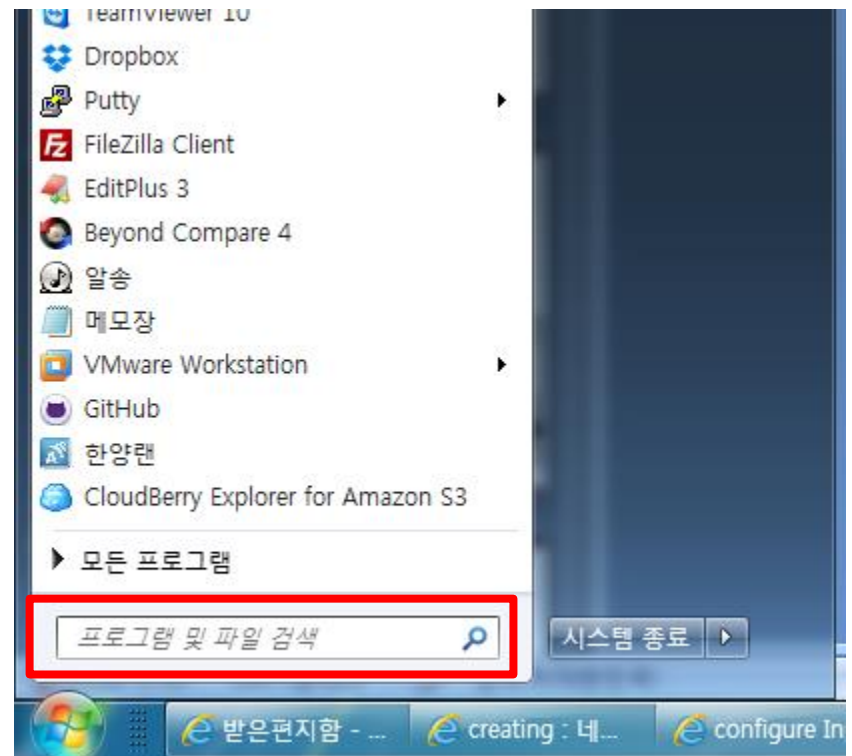 TeamViewer 10
Dropbox
Putty
FileZilla Client
EditPlus 3
Beyond Compare 4
알송
메모장
VMware Workstation
GitHub
한양랜
CloudBerry Explorer for Amazon S3
모든 프로그램
프로그램 및 파일 검색
시스템 종료
받은편지함 - ...
creating : 네...
configure In